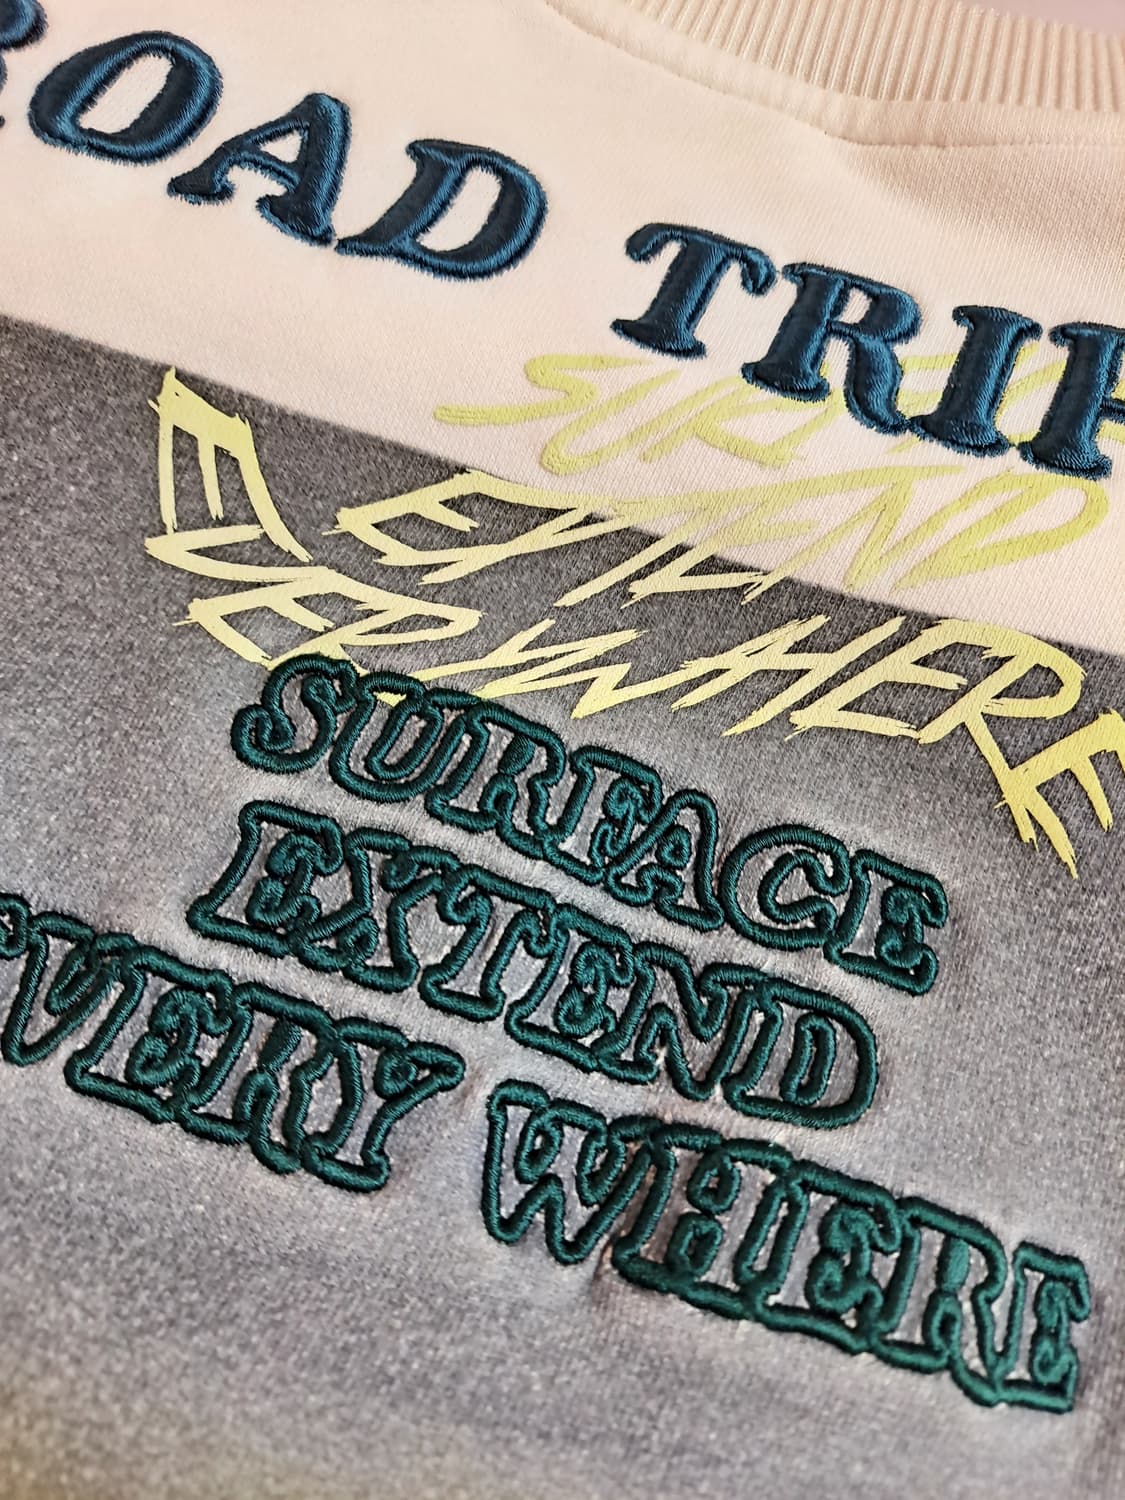 ROAD TRIP
SURFACE
EXTEND
EVERYWHERE
SURFACE
EXTEND
EVERY WHERE